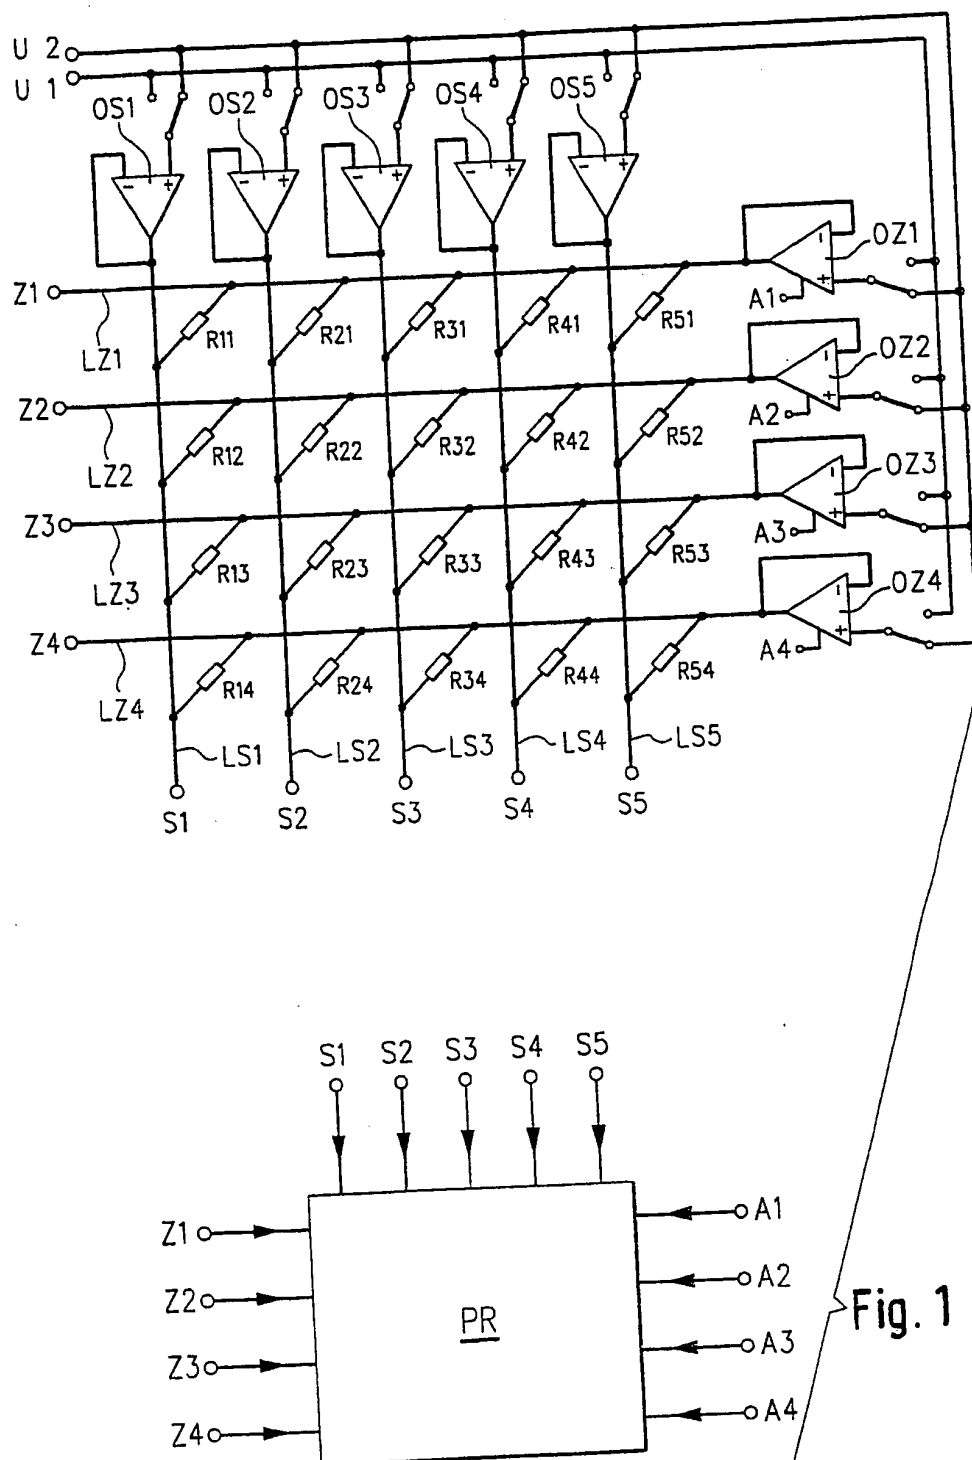 U 2
U 1
OS1 OS2 OS3 OS4 OS5
- + - + - + - + - +
Z1
LZ1
R11 R21 R31 R41 R51
A1
- +
OZ1
Z2
LZ2
R12 R22 R32 R42 R52
A2
- +
OZ2
Z3
LZ3
R13 R23 R33 R43 R53
A3
- +
OZ3
Z4
LZ4
R14 R24 R34 R44 R54
A4
- +
OZ4
LS1 LS2 LS3 LS4 LS5
S1 S2 S3 S4 S5
S1 S2 S3 S4 S5
Z1 A1
Z2 A2
PR
Z3 A3
Z4 A4
Fig. 1